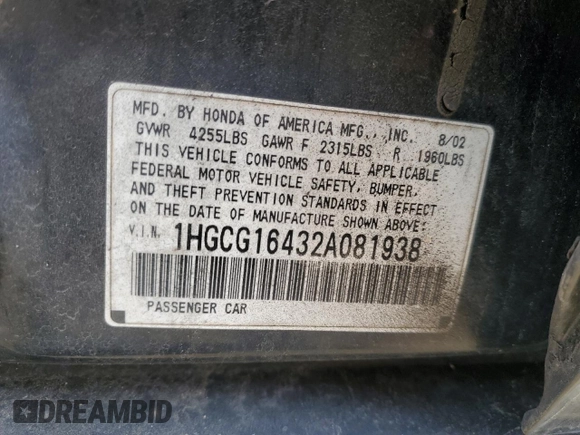 MFD. BY HONDA OF AMERICA MFG., INC. 8/02
GVWR 4255LBS GAWR F 2315LBS R 1960LBS
THIS VEHICLE CONFORMS TO ALL APPLICABLE
FEDERAL MOTOR VEHICLE SAFETY, BUMPER,
AND THEFT PREVENTION STANDARDS IN EFFECT
ON THE DATE OF MANUFACTURE SHOWN ABOVE:
V.I.N. 1HGCG16432A081938
PASSENGER CAR
DREAMBID